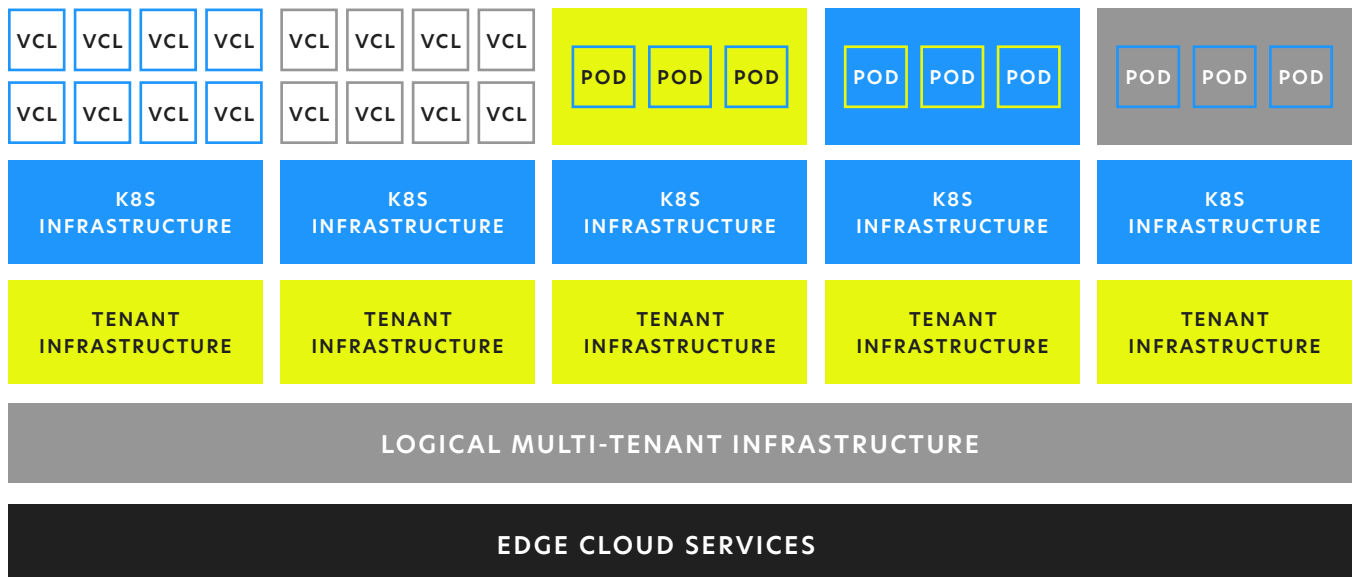 VCL VCL VCL VCL VCL VCL VCL VCL
POD POD POD POD POD POD POD POD POD
VCL VCL VCL VCL VCL VCL VCL VCL
K8S K8S K8S K8S K8S
INFRASTRUCTURE INFRASTRUCTURE INFRASTRUCTURE INFRASTRUCTURE INFRASTRUCTURE
TENANT TENANT TENANT TENANT TENANT
INFRASTRUCTURE INFRASTRUCTURE INFRASTRUCTURE INFRASTRUCTURE INFRASTRUCTURE
LOGICAL MULTI-TENANT INFRASTRUCTURE
EDGE CLOUD SERVICES